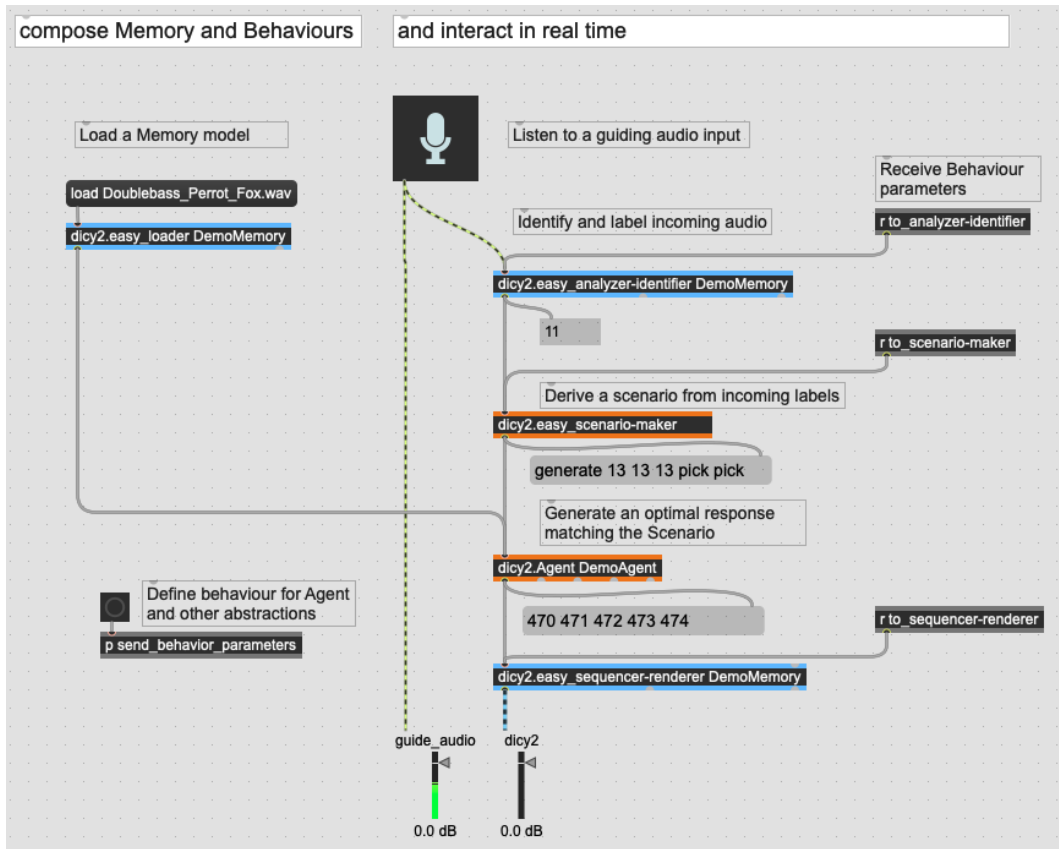 compose Memory and Behaviours
and interact in real time
Load a Memory model
load Doublebass_Perrot_Fox.wav
dicy2.easy_loader DemoMemory
Listen to a guiding audio input
Receive Behaviour
parameters
r to_analyzer-identifier
Identify and label incoming audio
dicy2.easy_analyzer-identifier DemoMemory
11
r to_scenario-maker
Derive a scenario from incoming labels
dicy2.easy_scenario-maker
generate 13 13 13 pick pick
Generate an optimal response
matching the Scenario
dicy2.Agent DemoAgent
470 471 472 473 474
Define behaviour for Agent
and other abstractions
p send_behavior_parameters
r to_sequencer-renderer
dicy2.easy_sequencer-renderer DemoMemory
guide_audio
dicy2
0.0 dB
0.0 dB